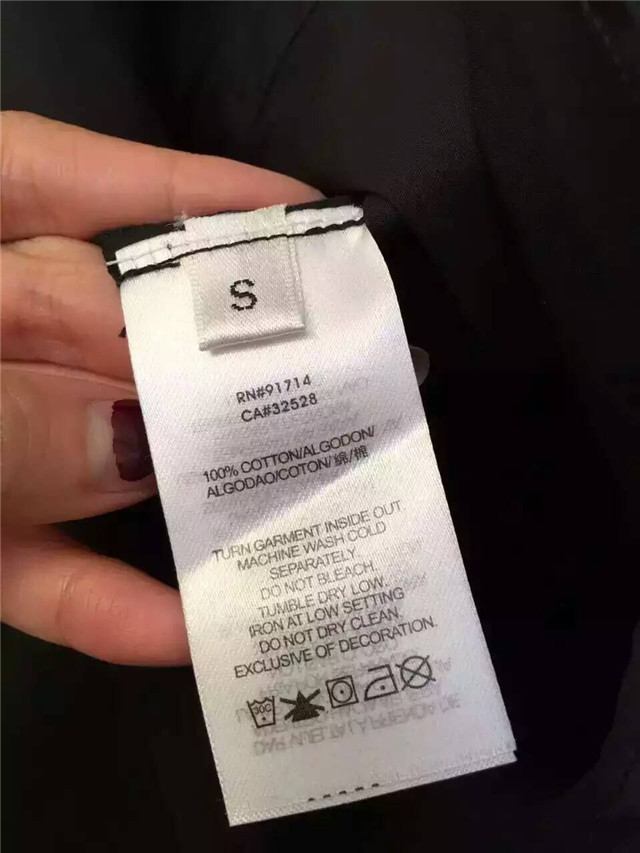 S
RN#91714
CA#32528
100% COTTON/ALGODON/
ALGODAO/COTON/綿/棉
TURN GARMENT INSIDE OUT
MACHINE WASH COLD
SEPARATELY
DO NOT BLEACH.
TUMBLE DRY LOW.
IRON AT LOW SETTING
DO NOT DRY CLEAN.
EXCLUSIVE OF DECORATION.
30C